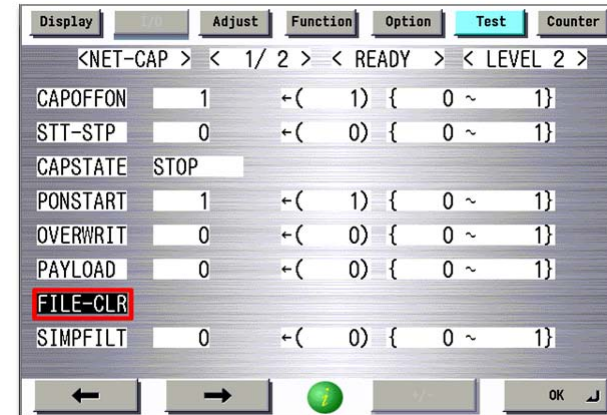 Display I/O Adjust Function Option Test Counter
<NET-CAP > < 1/ 2 > < READY > < LEVEL 2 >
CAPOFFON 1 ←( 1) { 0 ~ 1}
STT-STP 0 ←( 0) { 0 ~ 1}
CAPSTATE STOP
PONSTART 1 ←( 1) { 0 ~ 1}
OVERWRIT 0 ←( 0) { 0 ~ 1}
PAYLOAD 0 ←( 0) { 0 ~ 1}
FILE-CLR
SIMPFILT 0 ←( 0) { 0 ~ 1}
← → i +/- OK